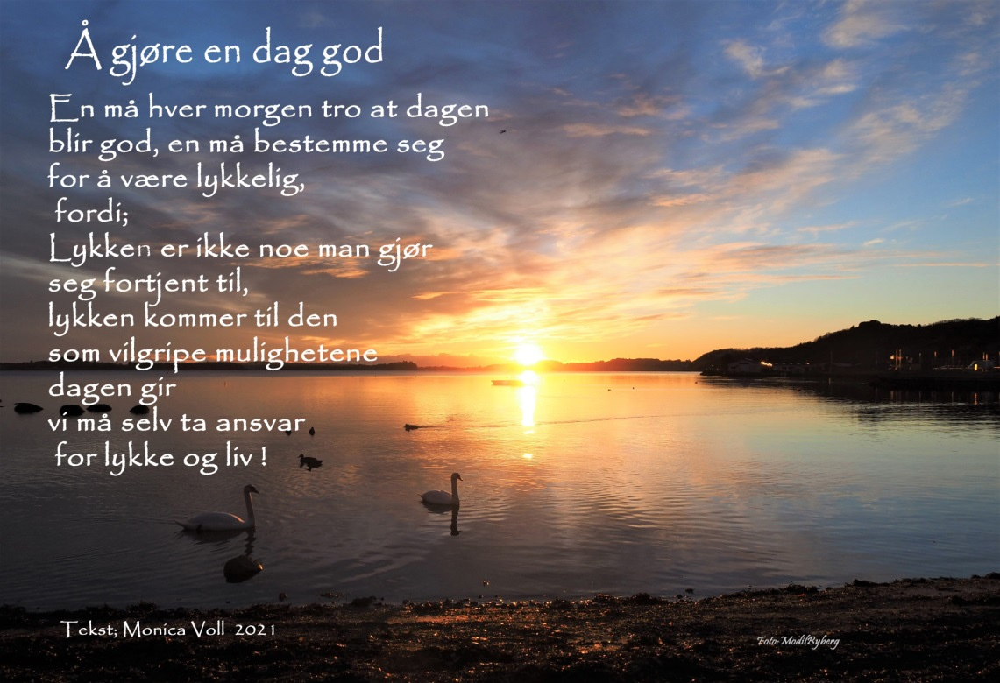 Å gjøre en dag god
En må hver morgen tro at dagen
blir god, en må bestemme seg
for å være lykkelig,
fordi;
Lykken er ikke noe man gjør
seg fortjent til,
lykken kommer til den
som vilgripe mulighetene
dagen gir
vi må selv ta ansvar
for lykke og liv !
Tekst; Monica Voll 2021
Foto: ModilByberg